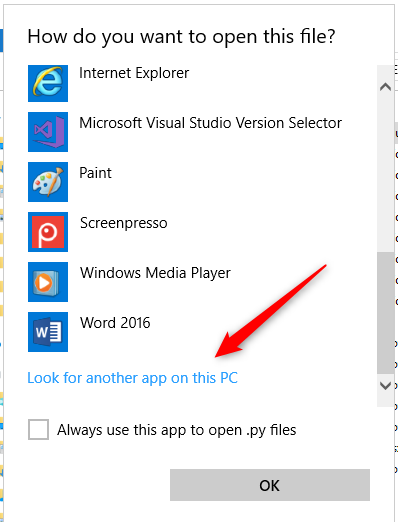 How do you want to open this file?
Internet Explorer
Microsoft Visual Studio Version Selector
Paint
Screenpresso
Windows Media Player
Word 2016
Look for another app on this PC
Always use this app to open .py files
OK